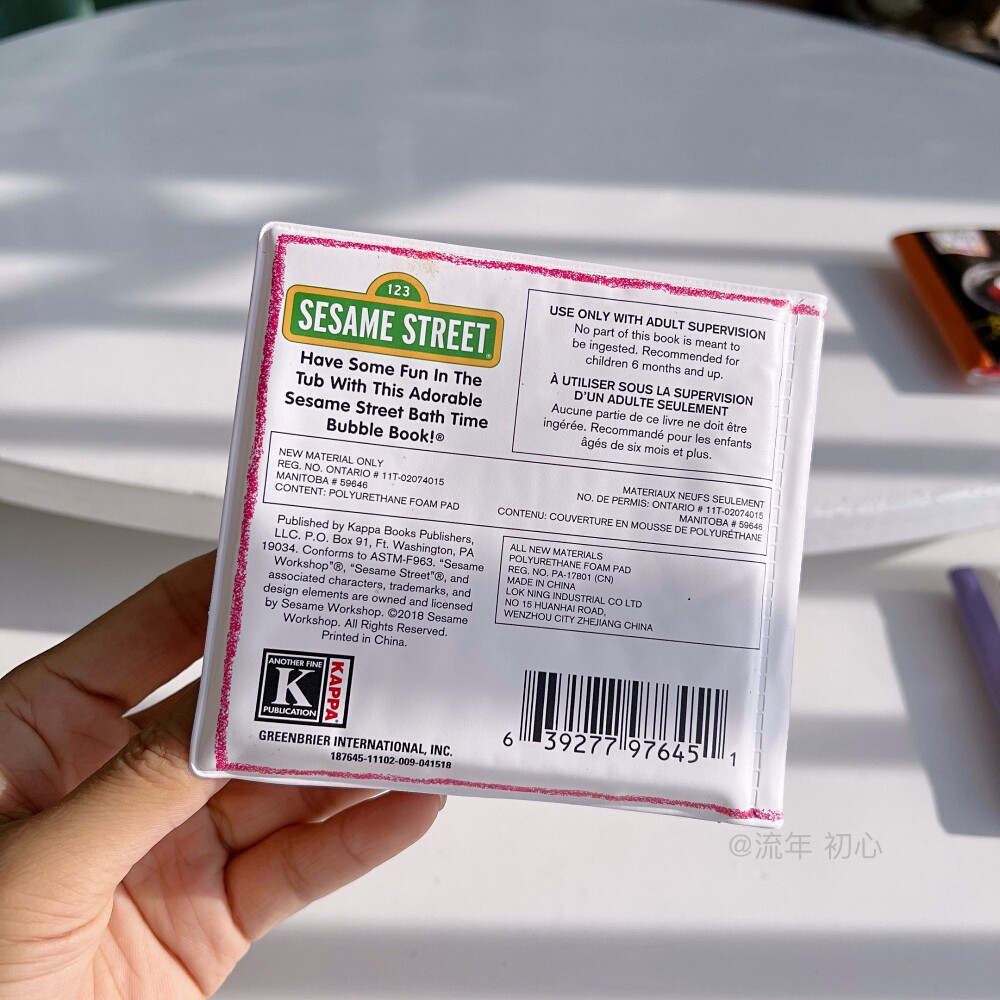 123
SESAME STREET®
Have Some Fun In The
Tub With This Adorable
Sesame Street Bath Time
Bubble Book!®
USE ONLY WITH ADULT SUPERVISION
No part of this book is meant to
be ingested. Recommended for
children 6 months and up.
À UTILISER SOUS LA SUPERVISION
D'UN ADULTE SEULEMENT
Aucune partie de ce livre ne doit être
ingérée. Recommandé pour les enfants
âgés de six mois et plus.
NEW MATERIAL ONLY
REG. NO. ONTARIO # 11T-02074015
MANITOBA # 59646
CONTENT: POLYURETHANE FOAM PAD
MATERIAUX NEUFS SEULEMENT
NO. DE PERMIS: ONTARIO # 11T-02074015
MANITOBA # 59646
CONTENU: COUVERTURE EN MOUSSE DE POLYURÉTHANE
Published by Kappa Books Publishers,
LLC. P.O. Box 91, Ft. Washington, PA
19034. Conforms to ASTM-F963. "Sesame
Workshop"®, "Sesame Street"®, and
associated characters, trademarks, and
design elements are owned and licensed
by Sesame Workshop. ©2018 Sesame
Workshop. All Rights Reserved.
Printed in China.
ALL NEW MATERIALS
POLYURETHANE FOAM PAD
REG. NO. PA-17801 (CN)
MADE IN CHINA
LOK NING INDUSTRIAL CO LTD
NO 15 HUANHAI ROAD,
WENZHOU CITY ZHEJIANG CHINA
ANOTHER FINE
K
PUBLICATION
KAPPA
GREENBRIER INTERNATIONAL, INC.
187645-11102-009-041518
6 39277 97645 1
@流年 初心